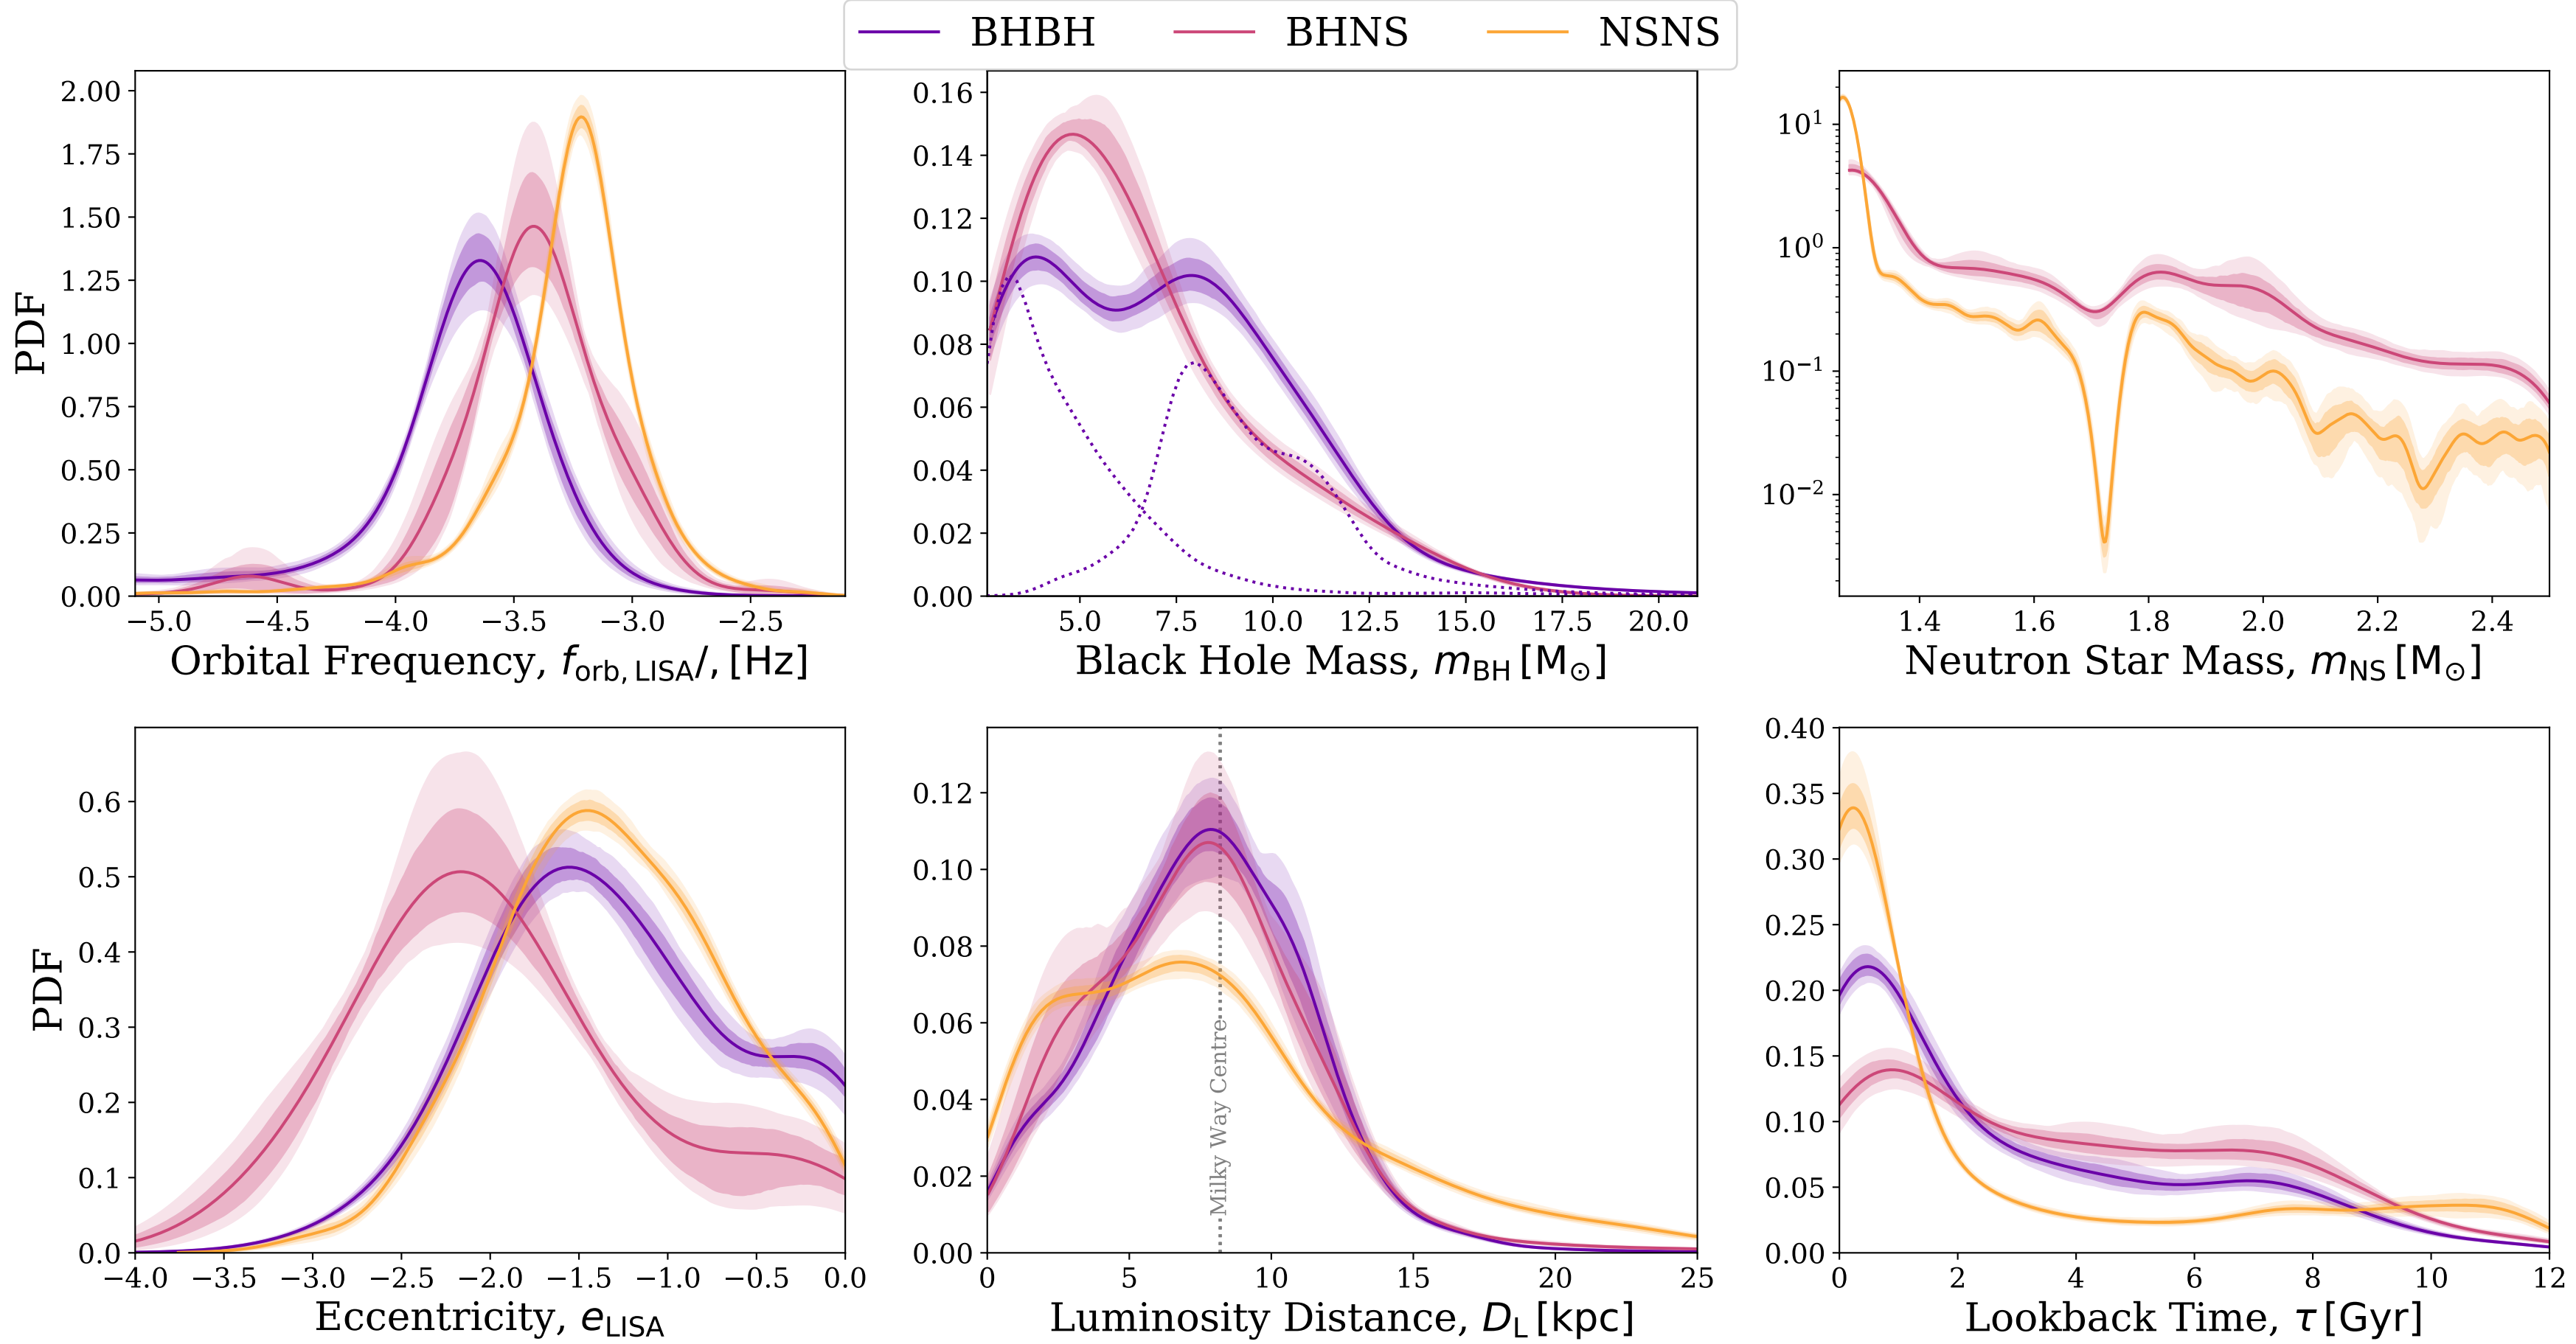 BHBH BHNS NSNS
PDF
2.00
1.75
1.50
1.25
1.00
0.75
0.50
0.25
0.00
−5.0 −4.5 −4.0 −3.5 −3.0 −2.5
Orbital Frequency, f_orb, LISA/, [Hz]
0.16
0.14
0.12
0.10
0.08
0.06
0.04
0.02
0.00
5.0 7.5 10.0 12.5 15.0 17.5 20.0
Black Hole Mass, m_BH [M_⊙]
10^1
10^0
10^−1
10^−2
1.4 1.6 1.8 2.0 2.2 2.4
Neutron Star Mass, m_NS [M_⊙]
PDF
0.6
0.5
0.4
0.3
0.2
0.1
0.0
−4.0 −3.5 −3.0 −2.5 −2.0 −1.5 −1.0 −0.5 0.0
Eccentricity, e_LISA
0.12
0.10
0.08
0.06
0.04
0.02
0.00
Milky Way Centre
0 5 10 15 20 25
Luminosity Distance, D_L [kpc]
0.40
0.35
0.30
0.25
0.20
0.15
0.10
0.05
0.00
0 2 4 6 8 10 12
Lookback Time, τ [Gyr]